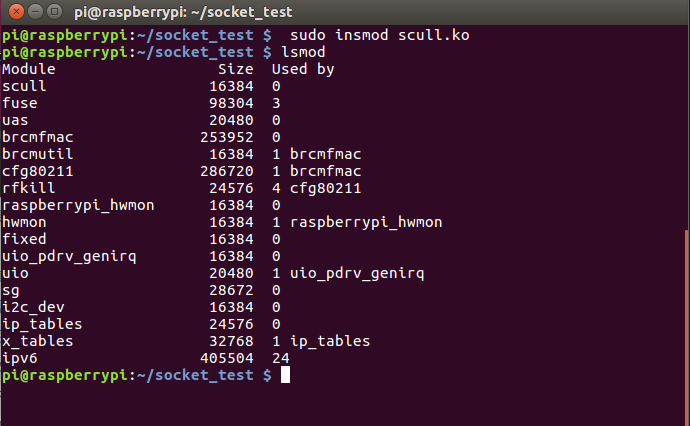 pi@raspberrypi: ~/socket_test
pi@raspberrypi:~/socket_test $  sudo insmod scull.ko
pi@raspberrypi:~/socket_test $ lsmod
Module                  Size  Used by
scull                  16384  0
fuse                   98304  3
uas                    20480  0
brcmfmac              253952  0
brcmutil               16384  1 brcmfmac
cfg80211              286720  1 brcmfmac
rfkill                 24576  4 cfg80211
raspberrypi_hwmon      16384  0
hwmon                  16384  1 raspberrypi_hwmon
fixed                  16384  0
uio_pdrv_genirq        16384  0
uio                    20480  1 uio_pdrv_genirq
sg                     28672  0
i2c_dev                16384  0
ip_tables              24576  0
x_tables               32768  1 ip_tables
ipv6                  405504  24
pi@raspberrypi:~/socket_test $